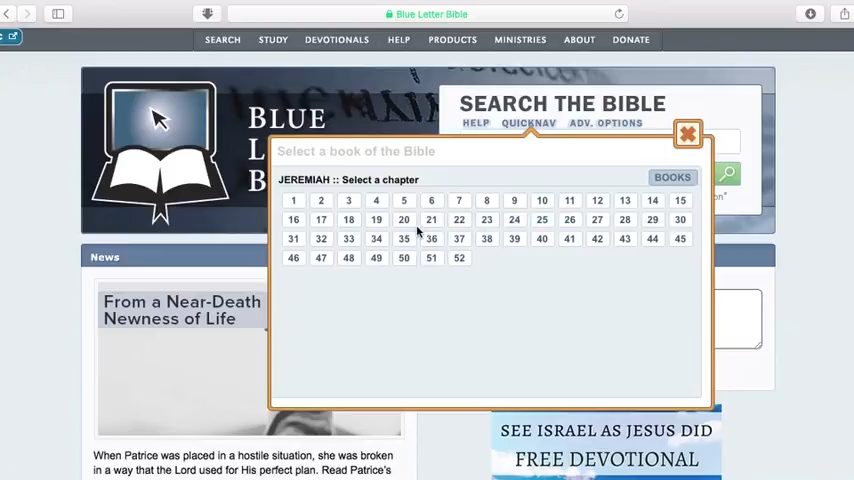 Blue Letter Bible
SEARCH STUDY DEVOTIONALS HELP PRODUCTS MINISTRIES ABOUT DONATE
BLUE
L
B
SEARCH THE BIBLE
HELP QUICKNAV ADV. OPTIONS
Select a book of the Bible
JEREMIAH :: Select a chapter BOOKS
1 2 3 4 5 6 7 8 9 10 11 12 13 14 15
16 17 18 19 20 21 22 23 24 25 26 27 28 29 30
31 32 33 34 35 36 37 38 39 40 41 42 43 44 45
46 47 48 49 50 51 52
News
From a Near-Death
Newness of Life
When Patrice was placed in a hostile situation, she was broken
in a way that the Lord used for His perfect plan. Read Patrice's
SEE ISRAEL AS JESUS DID
FREE DEVOTIONAL